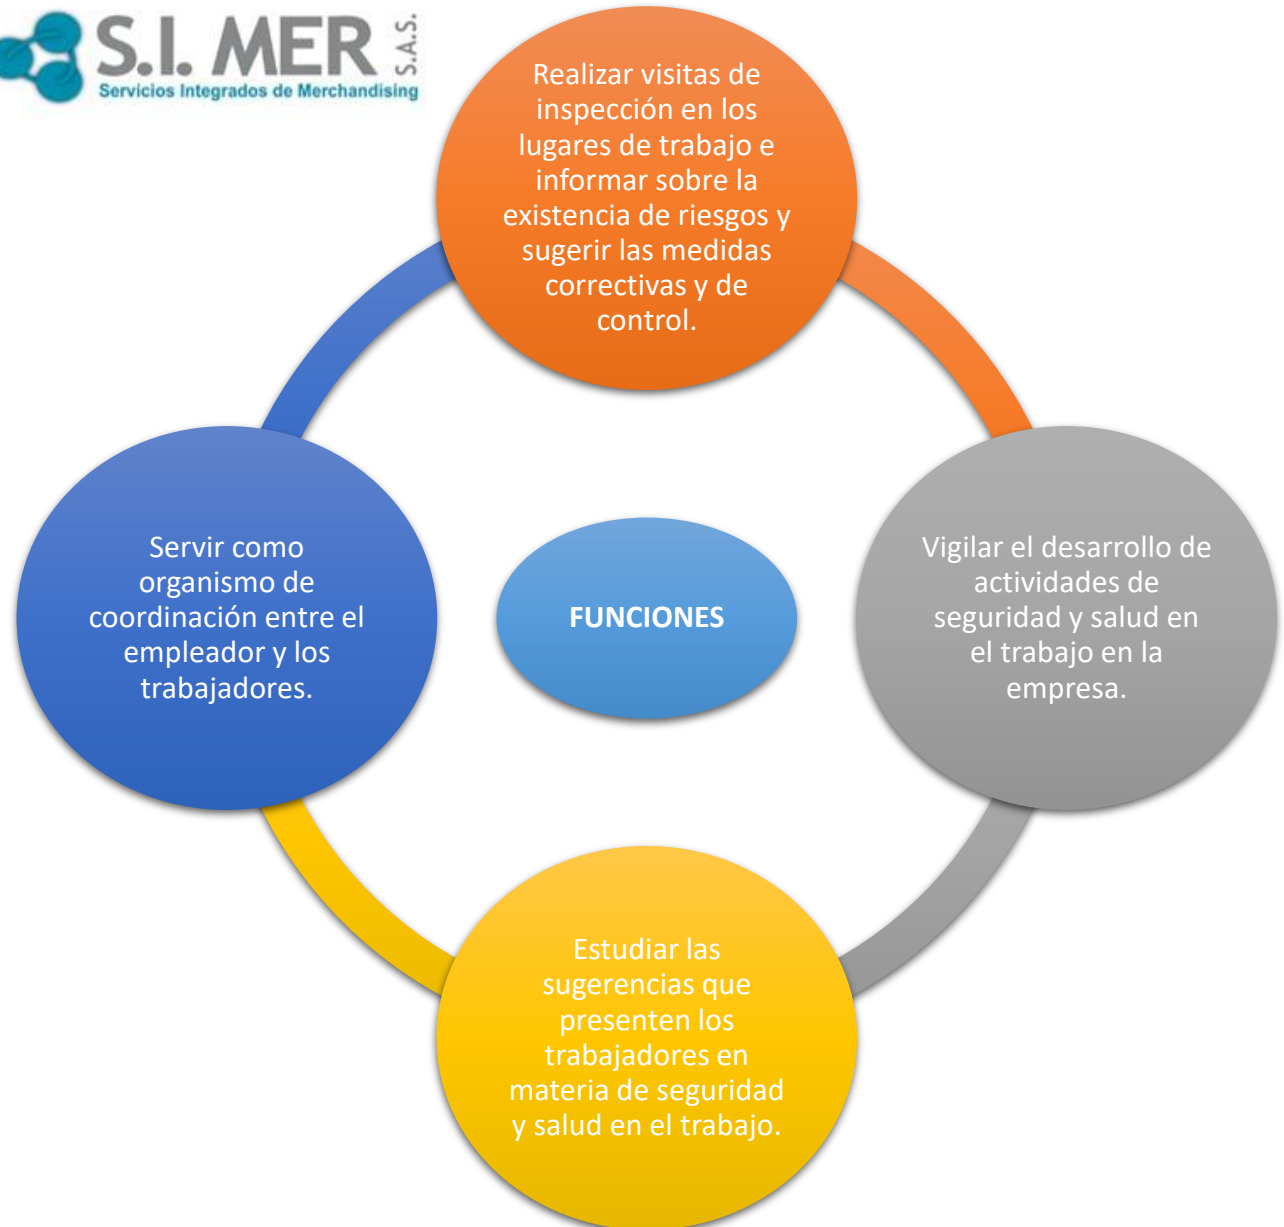 S.I. MER S.A.S.
Servicios Integrados de Merchandising
Realizar visitas de
inspección en los
lugares de trabajo e
informar sobre la
existencia de riesgos y
sugerir las medidas
correctivas y de
control.
Vigilar el desarrollo de
actividades de
seguridad y salud en
el trabajo en la
empresa.
Estudiar las
sugerencias que
presenten los
trabajadores en
materia de seguridad
y salud en el trabajo.
Servir como
organismo de
coordinación entre el
empleador y los
trabajadores.
FUNCIONES